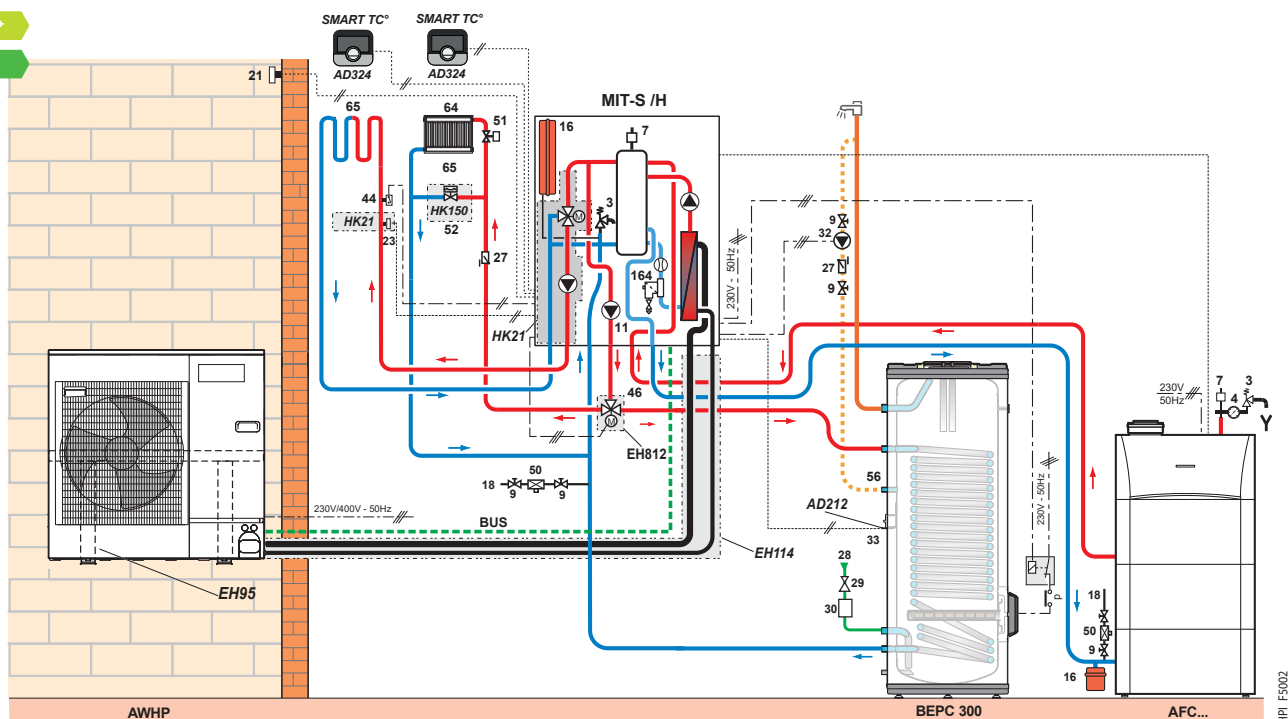 +
SMART TC°
SMART TC°
AD324
AD324
21
65
64
51
MIT-S /H
16
7
65
44
HK21
23
HK150
52
27
3
M
164
230V - 50Hz
11
HK21
46
M
EH812
9
32
27
9
18
50
9
9
230V/400V - 50Hz
BUS
EH95
EH114
56
AD212
33
28
29
30
230V
50Hz
7
3
4
Y
230V - 50Hz
p
18
50
9
16
AWHP
BEPC 300
AFC...
IPI_F5002